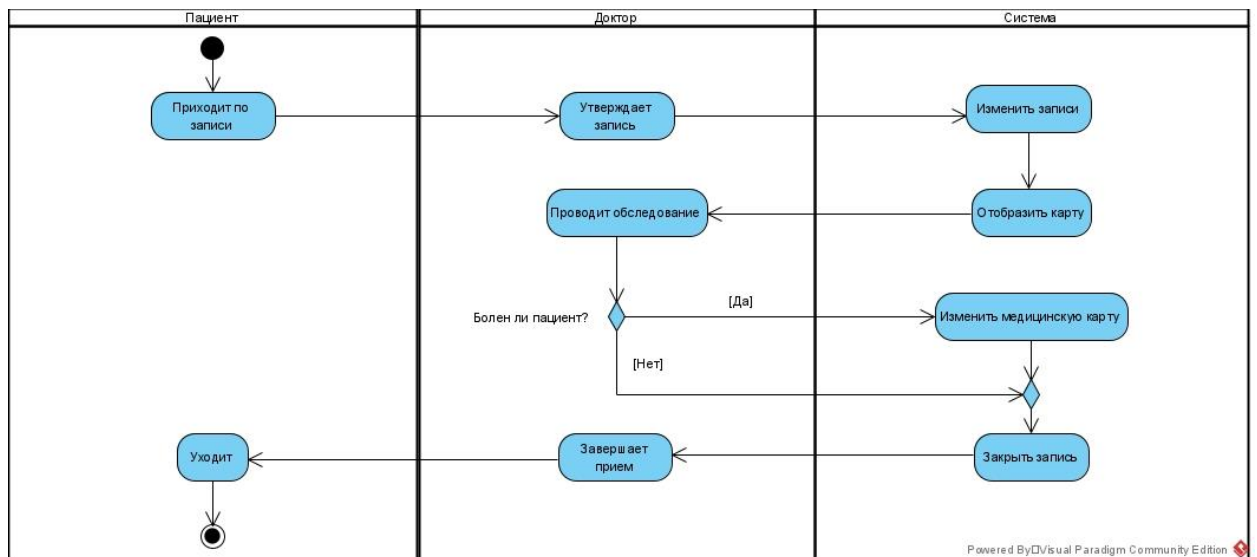 Пациент
Доктор
Система
Приходит по
записи
Утверждает
запись
Изменить записи
Проводит обследование
Отобразить карту
Болен ли пациент?
[Да]
Изменить медицинскую карту
[Нет]
Уходит
Завершает
прием
Закрыть запись
Powered By□Visual Paradigm Community Edition